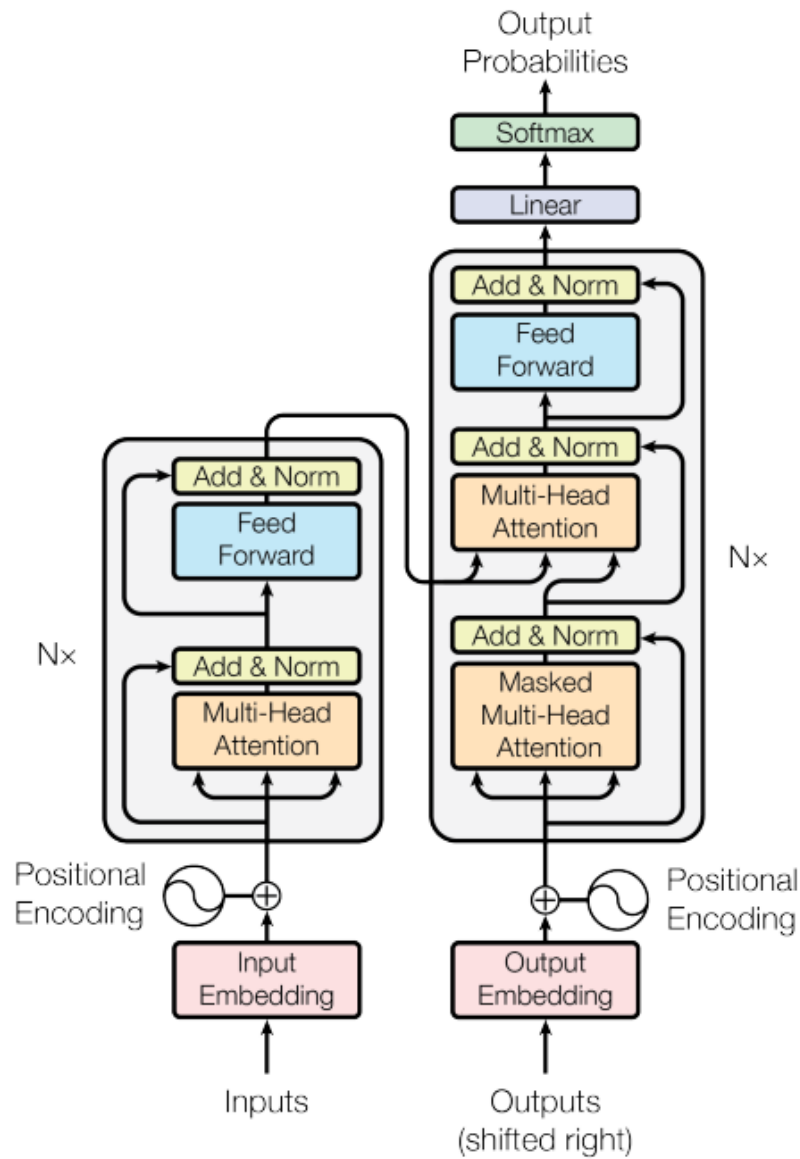 Output
Probabilities
Softmax
Linear
Add & Norm
Feed
Forward
Add & Norm
Multi-Head
Attention
Add & Norm
Masked
Multi-Head
Attention
Nx
Add & Norm
Feed
Forward
Add & Norm
Multi-Head
Attention
Nx
Positional
Encoding
Positional
Encoding
Input
Embedding
Output
Embedding
Inputs
Outputs
(shifted right)